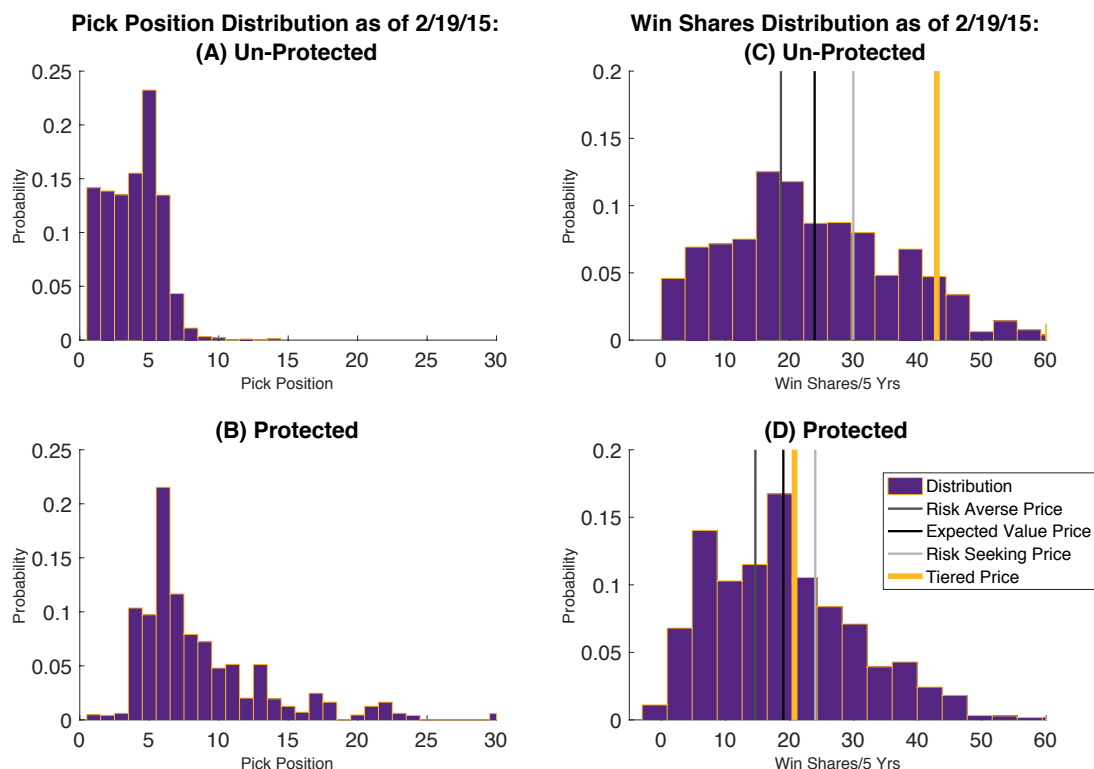 Pick Position Distribution as of 2/19/15:
(A) Un-Protected
0.25
0.2
0.15
0.1
0.05
0
Probability
0 5 10 15 20 25 30
Pick Position
Win Shares Distribution as of 2/19/15:
(C) Un-Protected
0.2
0.15
0.1
0.05
0
Probability
0 10 20 30 40 50 60
Win Shares/5 Yrs
(B) Protected
0.25
0.2
0.15
0.1
0.05
0
Probability
0 5 10 15 20 25 30
Pick Position
(D) Protected
0.2
0.15
0.1
0.05
0
Probability
Distribution
Risk Averse Price
Expected Value Price
Risk Seeking Price
Tiered Price
0 10 20 30 40 50 60
Win Shares/5 Yrs